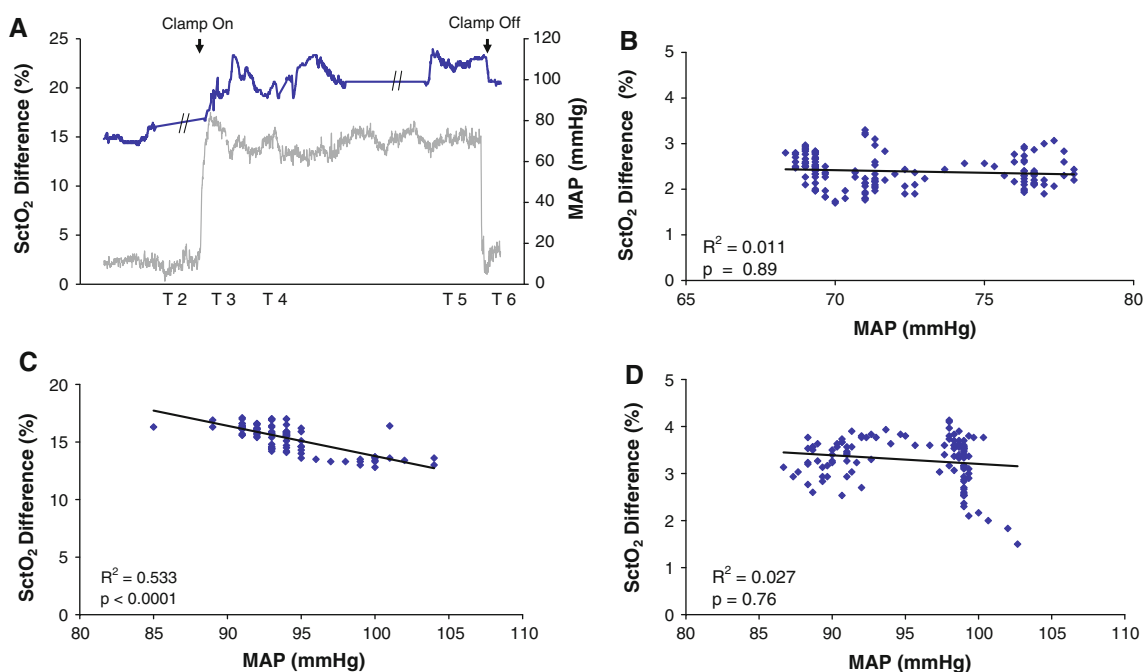 A
Clamp On
Clamp Off
25
20
15
10
5
0
SctO2 Difference (%)
120
100
80
60
40
20
0
MAP (mmHg)
T 2
T 3
T 4
T 5
T 6
B
5
4
3
2
1
0
SctO2 Difference (%)
R2 = 0.011
p = 0.89
65
70
75
80
MAP (mmHg)
C
20
15
10
5
0
SctO2 Difference (%)
R2 = 0.533
p < 0.0001
80
85
90
95
100
105
110
MAP (mmHg)
D
5
4
3
2
1
0
SctO2 Difference (%)
R2 = 0.027
p = 0.76
80
85
90
95
100
105
110
MAP (mmHg)